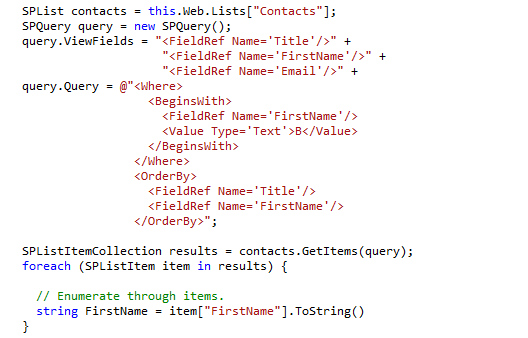 SPList contacts = this.Web.Lists["Contacts"];
SPQuery query = new SPQuery();
query.ViewFields = "<FieldRef Name='Title'/>" +
"<FieldRef Name='FirstName'/>" +
"<FieldRef Name='Email'/>" +
query.Query = @"<Where>
<BeginsWith>
<FieldRef Name='FirstName'/>
<Value Type='Text'>B</Value>
</BeginsWith>
</Where>
<OrderBy>
<FieldRef Name='Title'/>
<FieldRef Name='FirstName'/>
</OrderBy>";
SPListItemCollection results = contacts.GetItems(query);
foreach (SPListItem item in results) {
// Enumerate through items.
string FirstName = item["FirstName"].ToString()
}